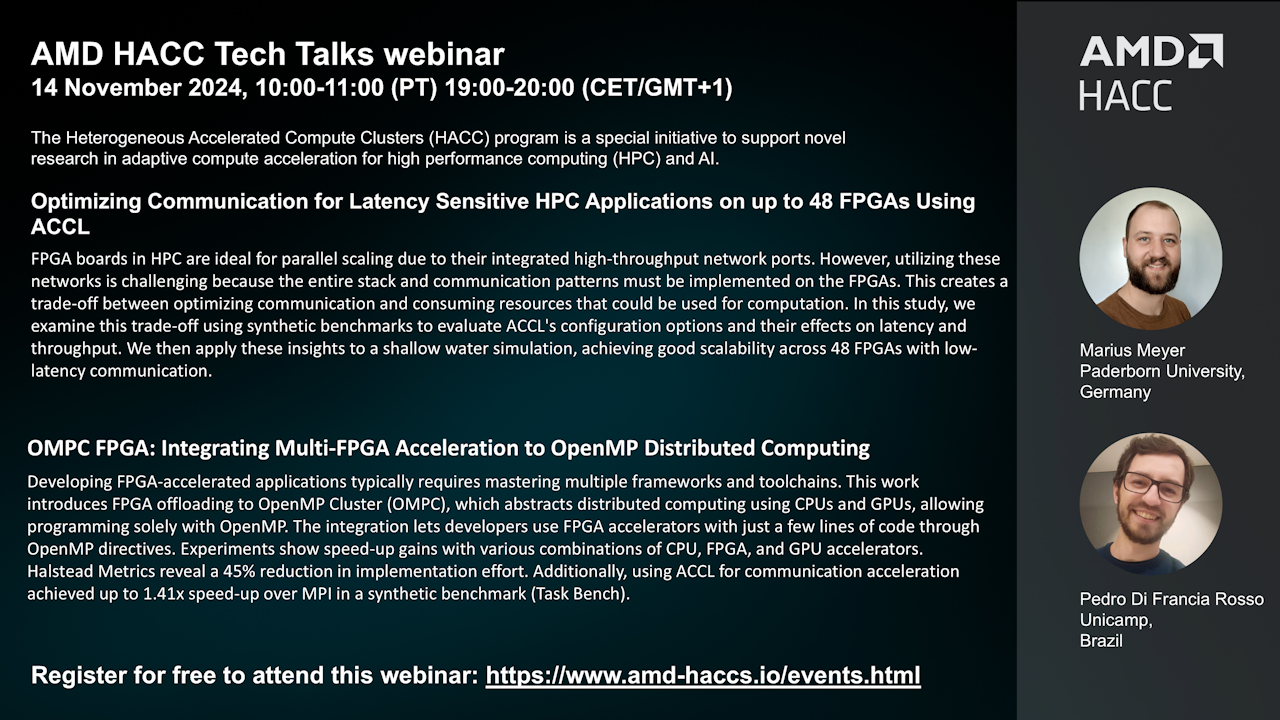 AMD HACC Tech Talks webinar
14 November 2024, 10:00-11:00 (PT) 19:00-20:00 (CET/GMT+1)
The Heterogeneous Accelerated Compute Clusters (HACC) program is a special initiative to support novel
research in adaptive compute acceleration for high performance computing (HPC) and AI.
Optimizing Communication for Latency Sensitive HPC Applications on up to 48 FPGAs Using
ACCL
FPGA boards in HPC are ideal for parallel scaling due to their integrated high-throughput network ports. However, utilizing these
networks is challenging because the entire stack and communication patterns must be implemented on the FPGAs. This creates a
trade-off between optimizing communication and consuming resources that could be used for computation. In this study, we
examine this trade-off using synthetic benchmarks to evaluate ACCL's configuration options and their effects on latency and
throughput. We then apply these insights to a shallow water simulation, achieving good scalability across 48 FPGAs with low-
latency communication.
OMPC FPGA: Integrating Multi-FPGA Acceleration to OpenMP Distributed Computing
Developing FPGA-accelerated applications typically requires mastering multiple frameworks and toolchains. This work
introduces FPGA offloading to OpenMP Cluster (OMPC), which abstracts distributed computing using CPUs and GPUs, allowing
programming solely with OpenMP. The integration lets developers use FPGA accelerators with just a few lines of code through
OpenMP directives. Experiments show speed-up gains with various combinations of CPU, FPGA, and GPU accelerators.
Halstead Metrics reveal a 45% reduction in implementation effort. Additionally, using ACCL for communication acceleration
achieved up to 1.41x speed-up over MPI in a synthetic benchmark (Task Bench).
Register for free to attend this webinar: https://www.amd-haccs.io/events.html
AMD
HACC
Marius Meyer
Paderborn University,
Germany
Pedro Di Francia Rosso
Unicamp,
Brazil